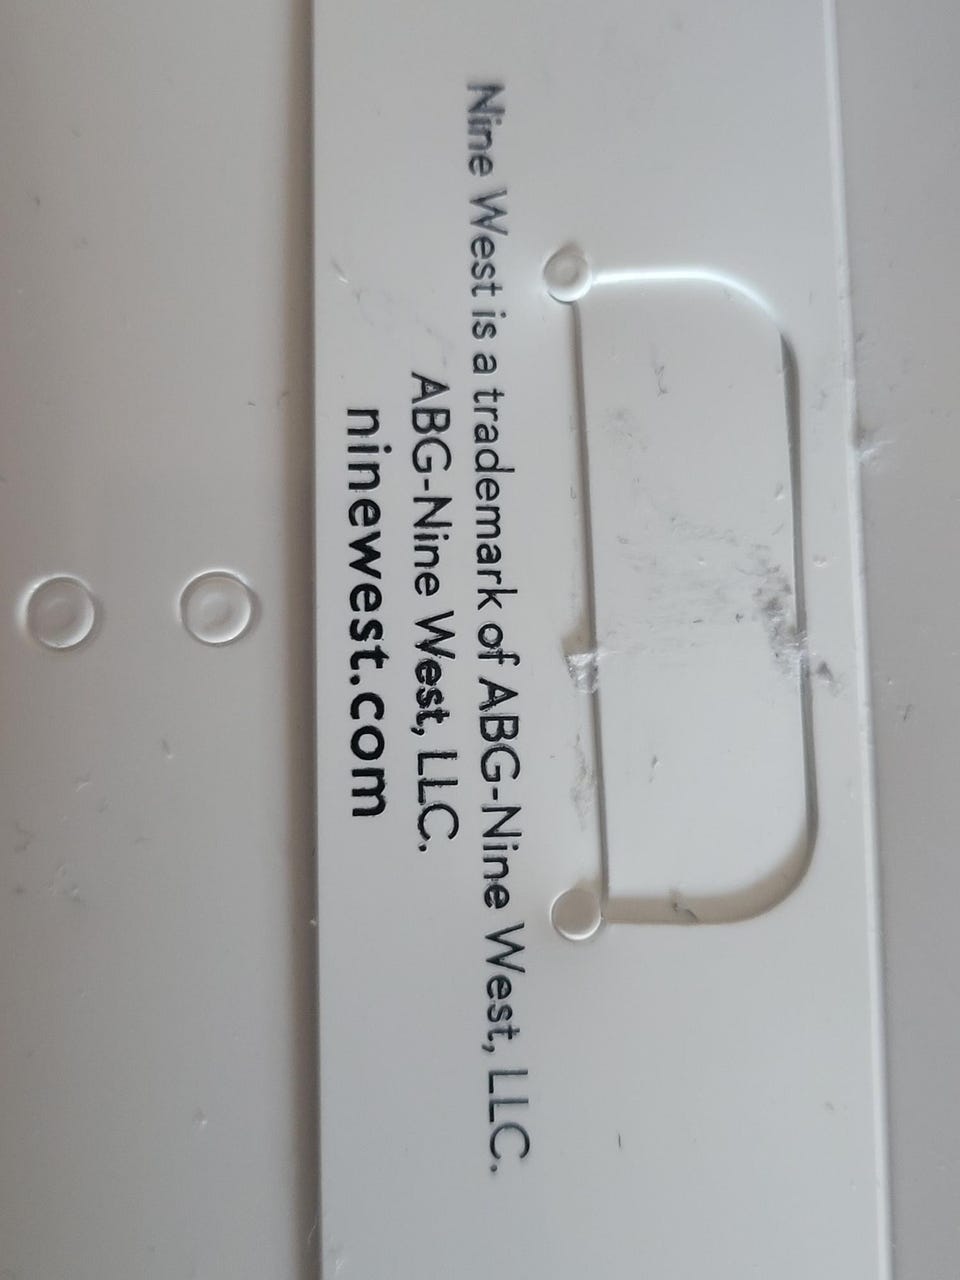 Nine West is a trademark of ABG-Nine West, LLC.
ABG-Nine West, LLC.
ninewest.com